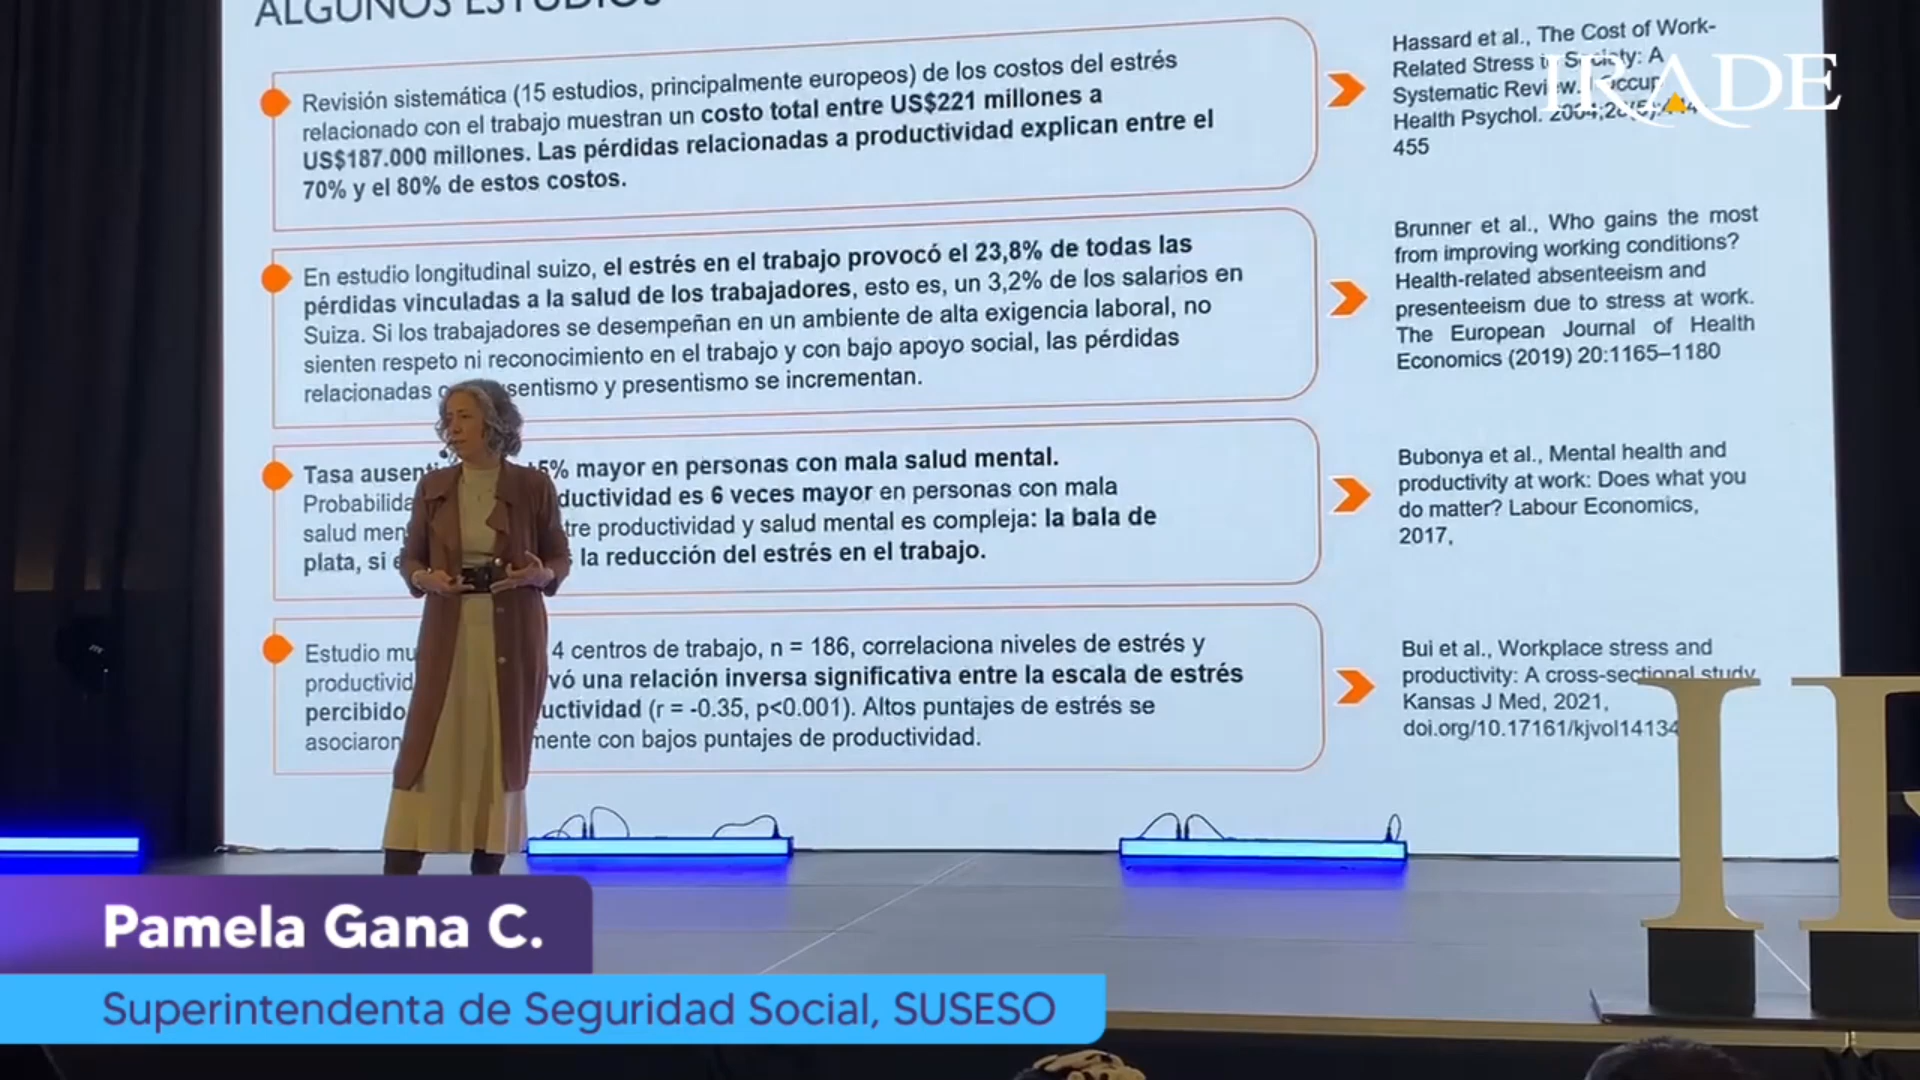 ALGUNOS ESTUDIOS
Revisión sistemática (15 estudios, principalmente europeos) de los costos del estrés
relacionado con el trabajo muestran un costo total entre US$221 millones a
US$187.000 millones. Las pérdidas relacionadas a productividad explican entre el
70% y el 80% de estos costos.
Hassard et al., The Cost of Work-
Related Stress to Society: A
Systematic Review.
Health Psychol.
455
IRADE
En estudio longitudinal suizo, el estrés en el trabajo provocó el 23,8% de todas las
pérdidas vinculadas a la salud de los trabajadores, esto es, un 3,2% de los salarios en
Suiza. Si los trabajadores se desempeñan en un ambiente de alta exigencia laboral, no
sienten respeto ni reconocimiento en el trabajo y con bajo apoyo social, las pérdidas
relacionadas sentismo y presentismo se incrementan.
Brunner et al., Who gains the most
from improving working conditions?
Health-related absenteeism and
presenteeism due to stress at work.
The European Journal of Health
Economics (2019) 20:1165–1180
Tasa 5% mayor en personas con mala salud mental.
ductividad es 6 veces mayor en personas con mala
salud productividad y salud mental es compleja: la bala de
plata, si la reducción del estrés en el trabajo.
Bubonya et al., Mental health and
productivity at work: Does what you
do matter? Labour Economics,
2017,
Estudio 4 centros de trabajo, n = 186, correlaciona niveles de estrés y
vó una relación inversa significativa entre la escala de estrés
percibido uctividad (r = -0.35, p<0.001). Altos puntajes de estrés se
asociaron mente con bajos puntajes de productividad.
Bui et al., Workplace stress and
productivity: A cross-sectional study
Kansas J Med, 2021,
doi.org/10.17161/kjvol14134
Pamela Gana C.
Superintendenta de Seguridad Social, SUSESO